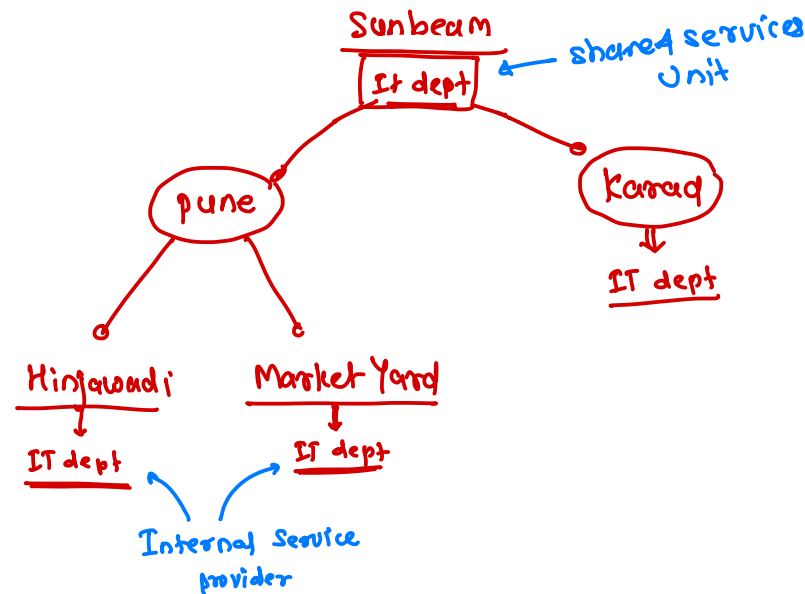 Sunbeam
It dept
shared services
Unit
pune
Karad
IT dept
Hinjawadi
Market Yard
IT dept
IT dept
Internal Service
provider